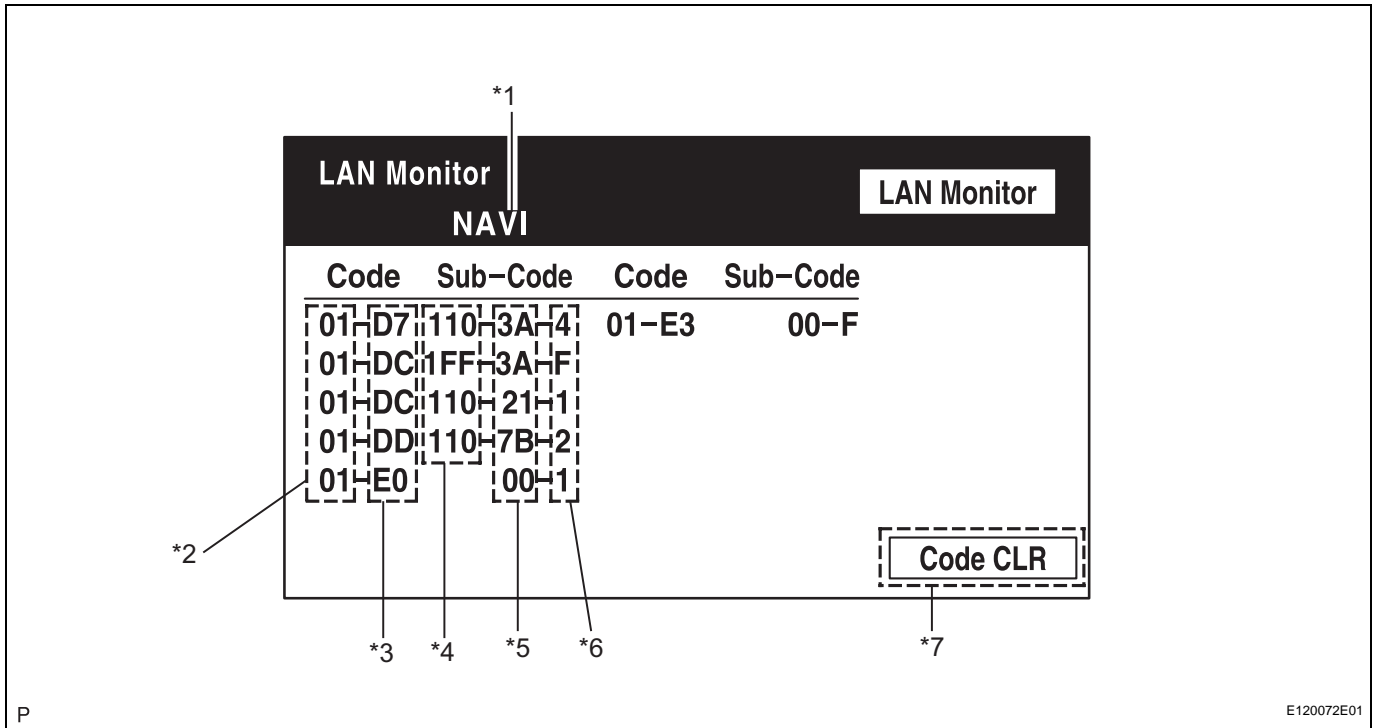 *1
LAN Monitor
LAN Monitor
NAVI
Code Sub-Code Code Sub-Code
01-D7 110-3A-4 01-E3 00-F
01-DC 1FF-3A-F
01-DC 110-21-1
01-DD 110-7B-2
01-E0 00-1
Code CLR
*2
*3 *4 *5 *6 *7
P E120072E01